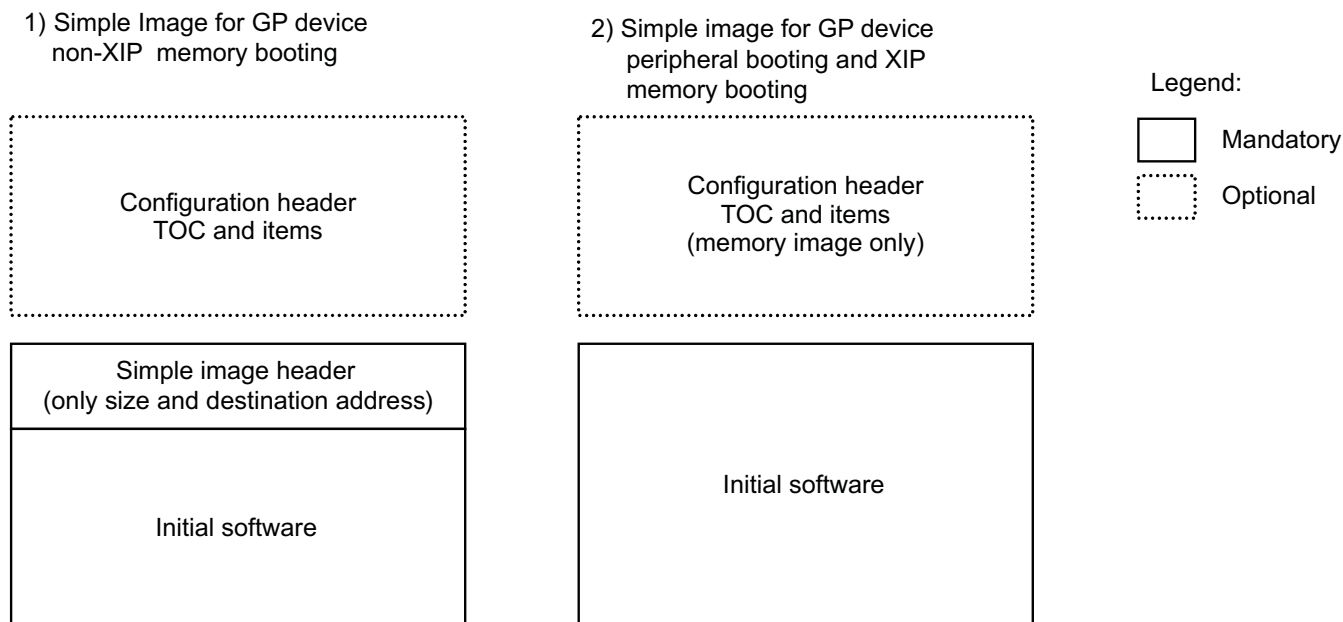 1) Simple Image for GP device
non-XIP memory booting
2) Simple image for GP device
peripheral booting and XIP
memory booting
Legend:
Mandatory
Optional
Configuration header
TOC and items
Configuration header
TOC and items
(memory image only)
Simple image header
(only size and destination address)
Initial software
Initial software